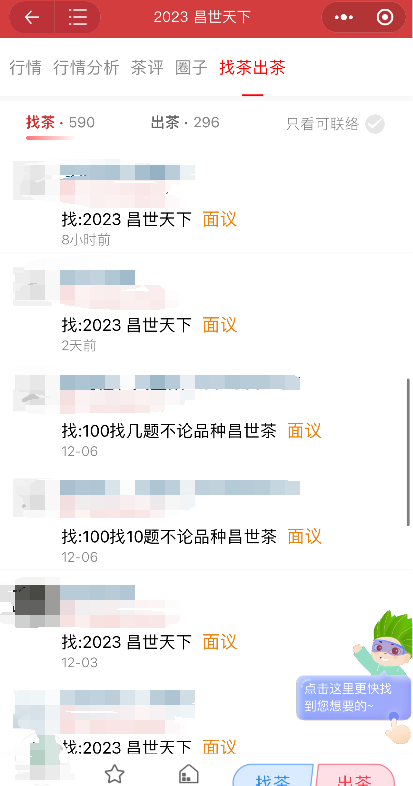 2023 昌世天下
行情 行情分析 茶评 圈子 找茶出茶
找茶 · 590 出茶 · 296 只看可联络
找:2023 昌世天下 面议
8小时前
找:2023 昌世天下 面议
2天前
找:100找几题不论品种昌世茶 面议
12-06
找:100找10题不论品种昌世茶 面议
12-06
找:2023 昌世天下 面议
12-03
点击这里更快找
到您想要的~
找:2023 昌世天下 面议
找茶 出茶